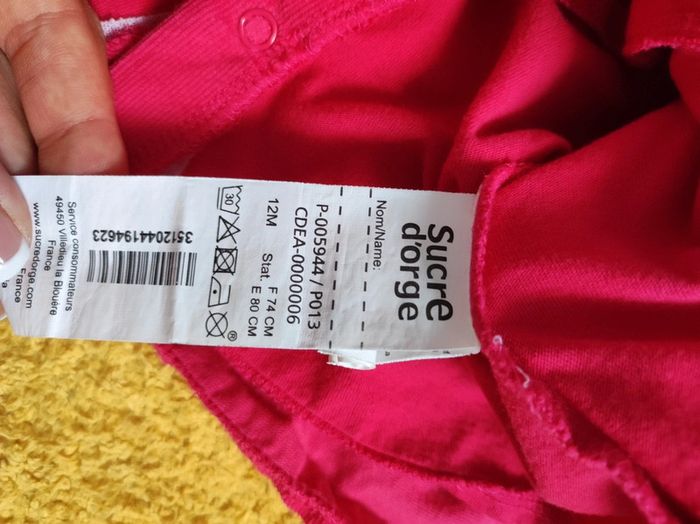 Sucre
d'orge
Nom/Name:
P-005944 / P013
CDEA-0000006
12M
Stat. F 74 CM
E 80 CM
30
®
3512044194623
Service consommateurs
49450 Villedieu la Blouère
France
www.sucredorge.com
France